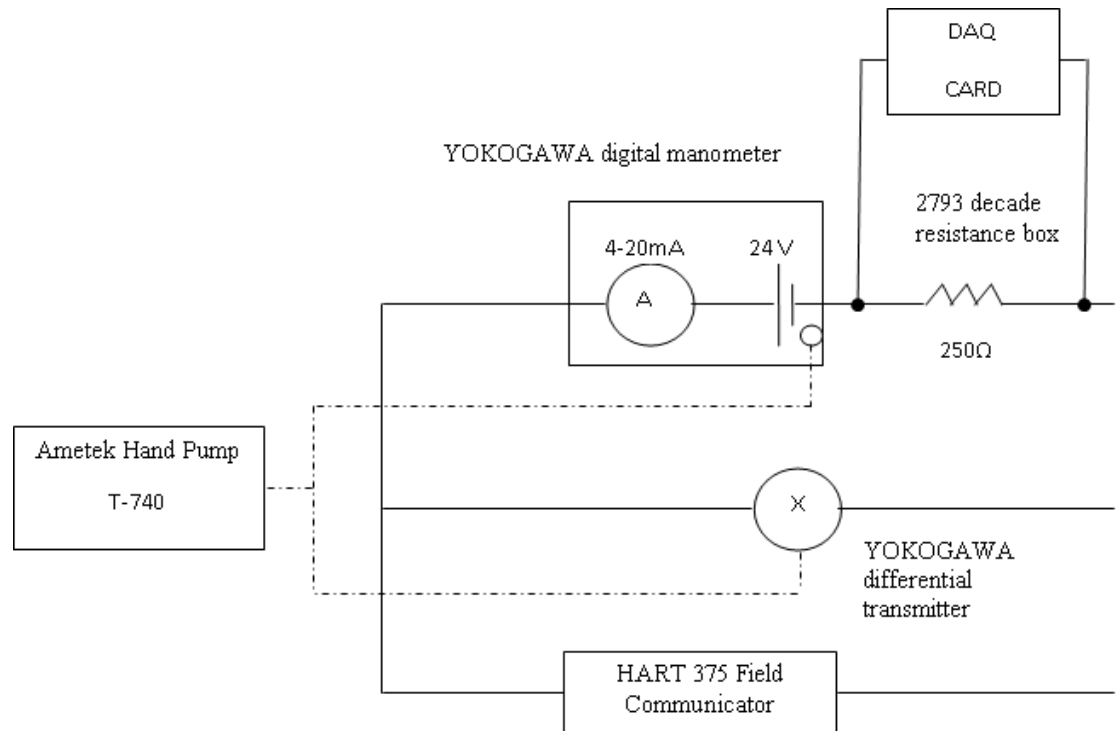 DAQ
CARD
YOKOGAWA digital manometer
2793 decade
resistance box
4-20mA
24V
A
250Ω
Ametek Hand Pump
T-740
X
YOKOGAWA
differential
transmitter
HART 375 Field
Communicator